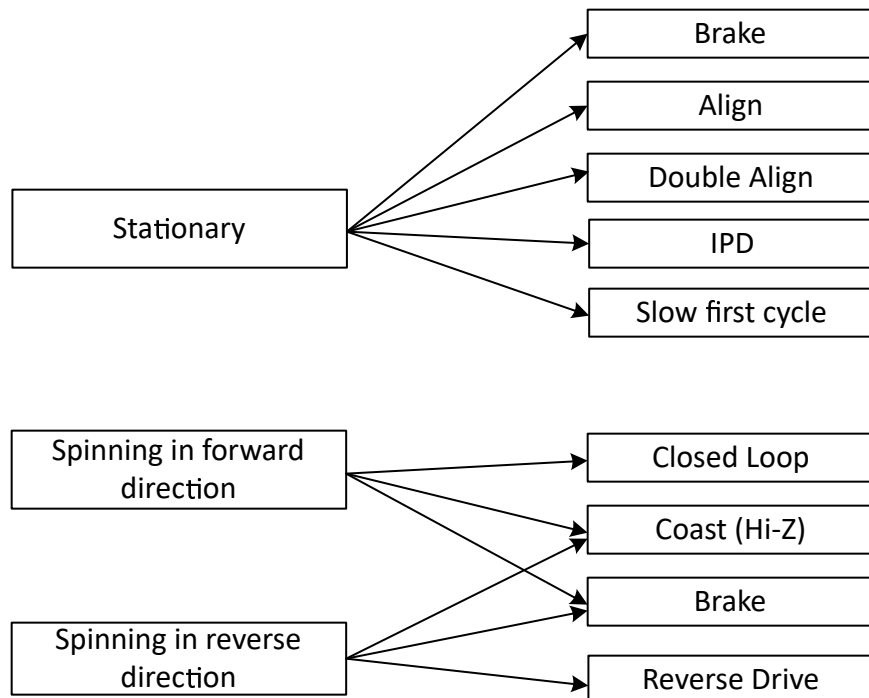 Brake
Align
Double Align
Stationary
IPD
Slow first cycle
Spinning in forward
direction
Closed Loop
Coast (Hi-Z)
Brake
Spinning in reverse
direction
Reverse Drive